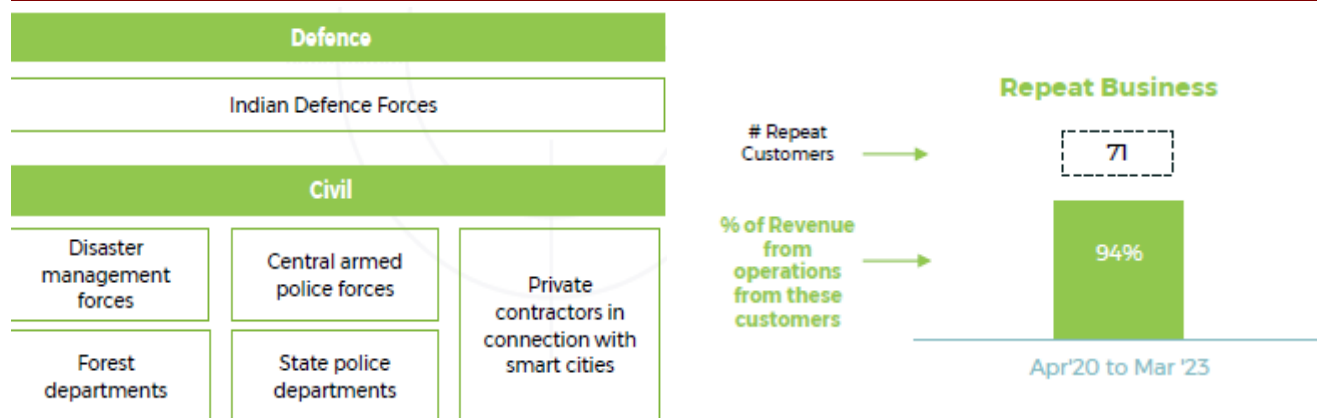 Defence
Indian Defence Forces
Civil
Disaster
management
forces
Central armed
police forces
Private
contractors in
connection with
smart cities
Forest
departments
State police
departments
Repeat Business
# Repeat
Customers
71
% of Revenue
from
operations
from these
customers
94%
Apr'20 to Mar '23